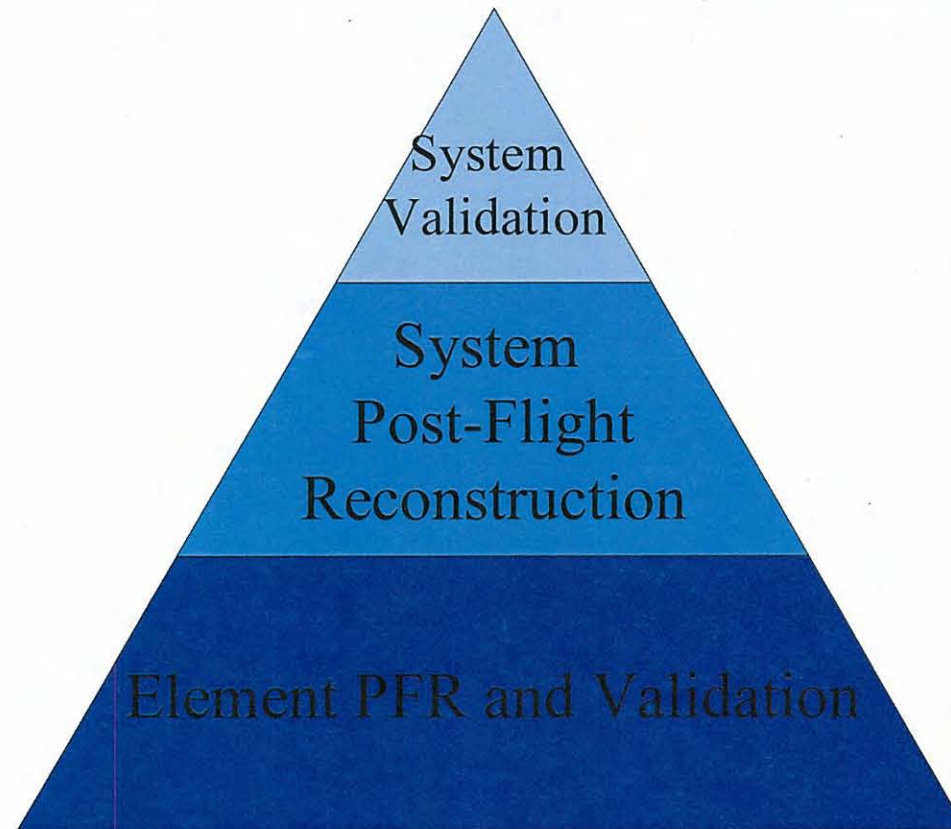 System
Validation
System
Post-Flight
Reconstruction
Element PFR and Validation